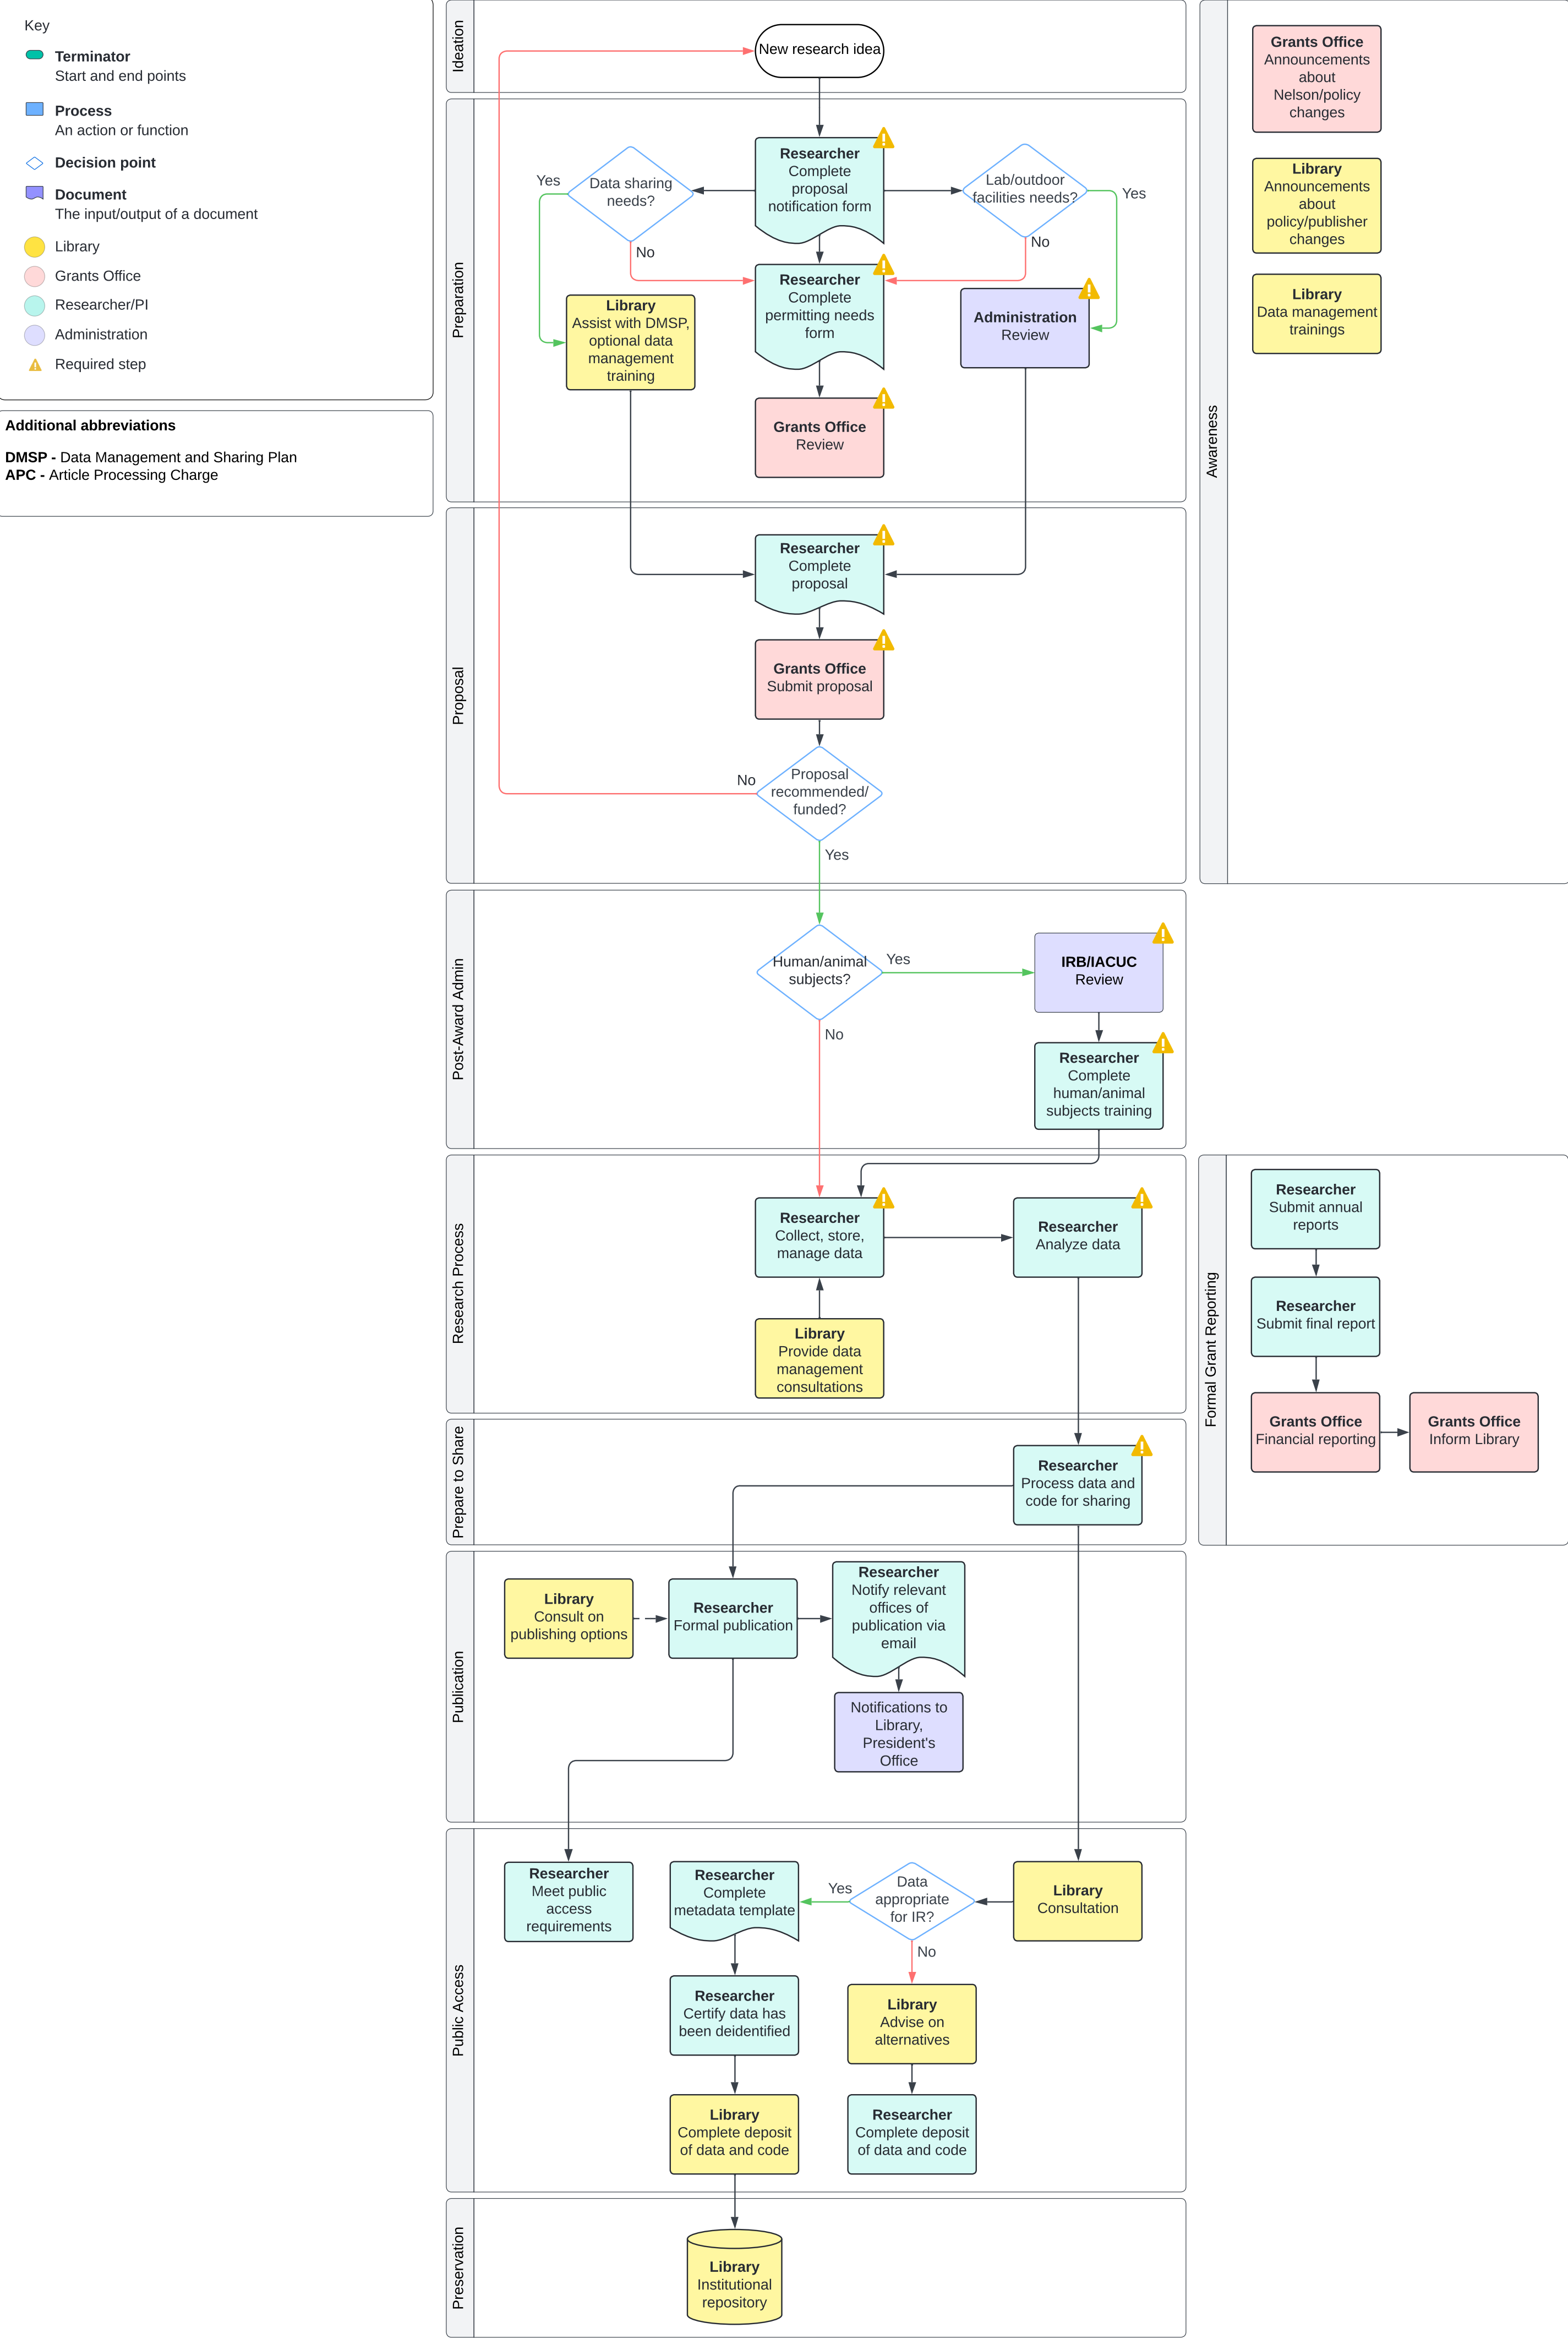 Key
Terminator
Start and end points
Process
An action or function
Decision point
Document
The input/output of a document
Library
Grants Office
Researcher/PI
Administration
Required step
Additional abbreviations
DMSP - Data Management and Sharing Plan
APC - Article Processing Charge
Ideation
New research idea
Preparation
Researcher
Complete
proposal
notification form
Data sharing
needs?
Yes
No
Lab/outdoor
facilities needs?
Yes
No
Researcher
Complete
permitting needs
form
Library
Assist with DMSP,
optional data
management
training
Administration
Review
Grants Office
Review
Proposal
Researcher
Complete
proposal
Grants Office
Submit proposal
Proposal
recommended/
funded?
No
Yes
Awareness
Grants Office
Announcements
about
Nelson/policy
changes
Library
Announcements
about
policy/publisher
changes
Library
Data management
trainings
Post-Award Admin
Human/animal
subjects?
Yes
No
IRB/IACUC
Review
Researcher
Complete
human/animal
subjects training
Research Process
Researcher
Collect, store,
manage data
Researcher
Analyze data
Library
Provide data
management
consultations
Formal Grant Reporting
Researcher
Submit annual
reports
Researcher
Submit final report
Grants Office
Financial reporting
Grants Office
Inform Library
Prepare to Share
Researcher
Process data and
code for sharing
Publication
Library
Consult on
publishing options
Researcher
Formal publication
Researcher
Notify relevant
offices of
publication via
email
Notifications to
Library,
President's
Office
Public Access
Researcher
Meet public
access
requirements
Researcher
Complete
metadata template
Yes
Data
appropriate
for IR?
No
Library
Consultation
Researcher
Certify data has
been deidentified
Library
Advise on
alternatives
Library
Complete deposit
of data and code
Researcher
Complete deposit
of data and code
Preservation
Library
Institutional
repository